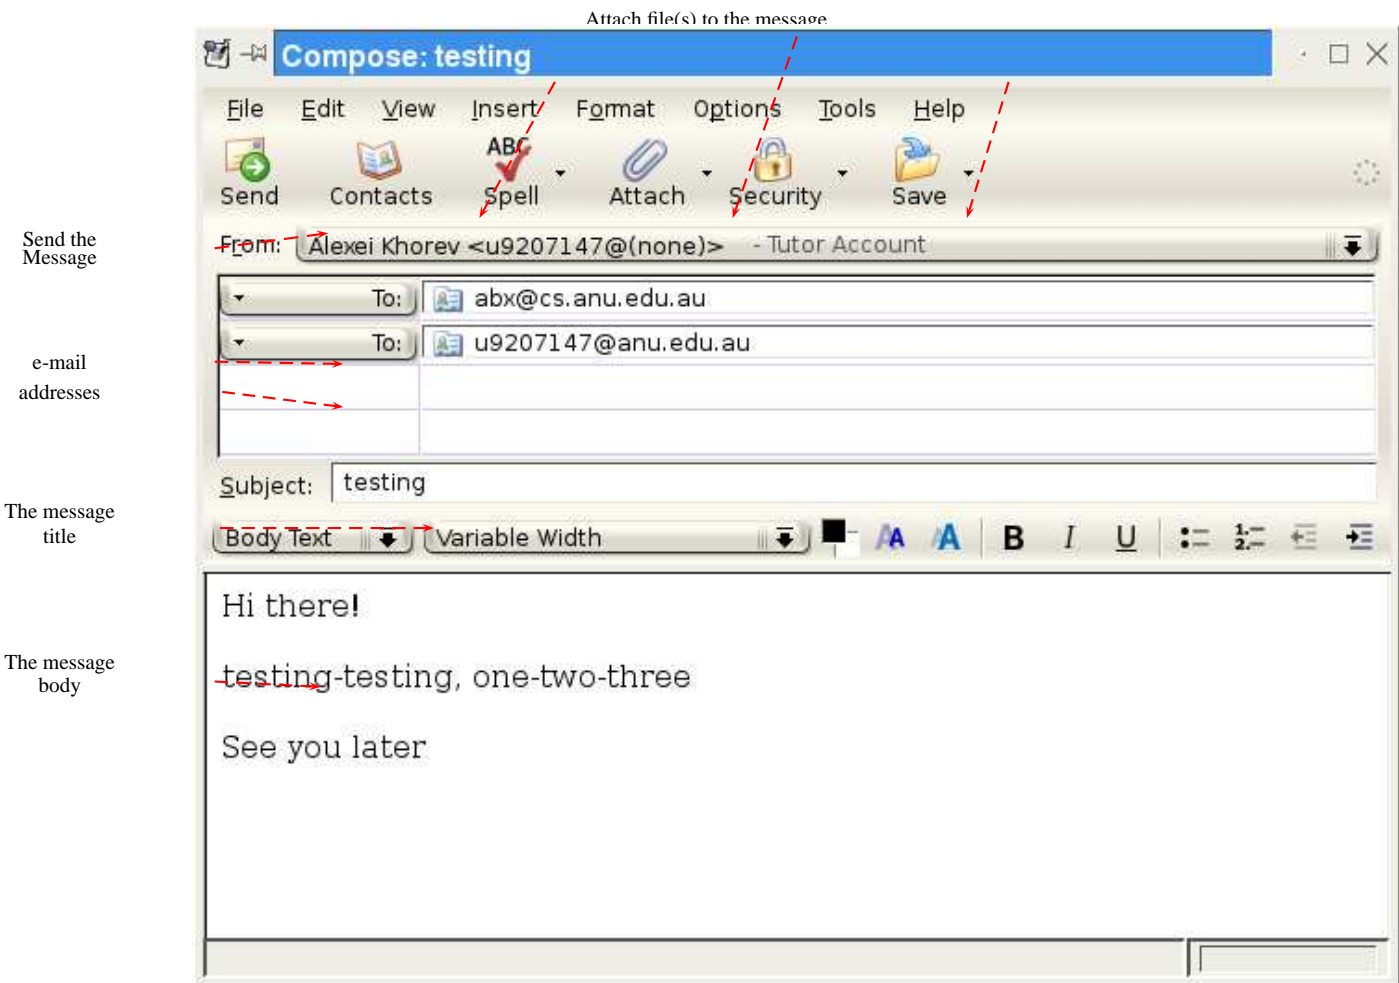 Attach file(s) to the message
Compose: testing
File Edit View Insert Format Options Tools Help
ABC
Send Contacts Spell Attach Security Save
Send the
Message
From: Alexei Khorev <u9207147@(none)> - Tutor Account
To: abx@cs.anu.edu.au
To: u9207147@anu.edu.au
e-mail
addresses
Subject: testing
The message
title
Body Text Variable Width A A A B I U 1. 2.
Hi there!
The message
body
testing-testing, one-two-three
See you later